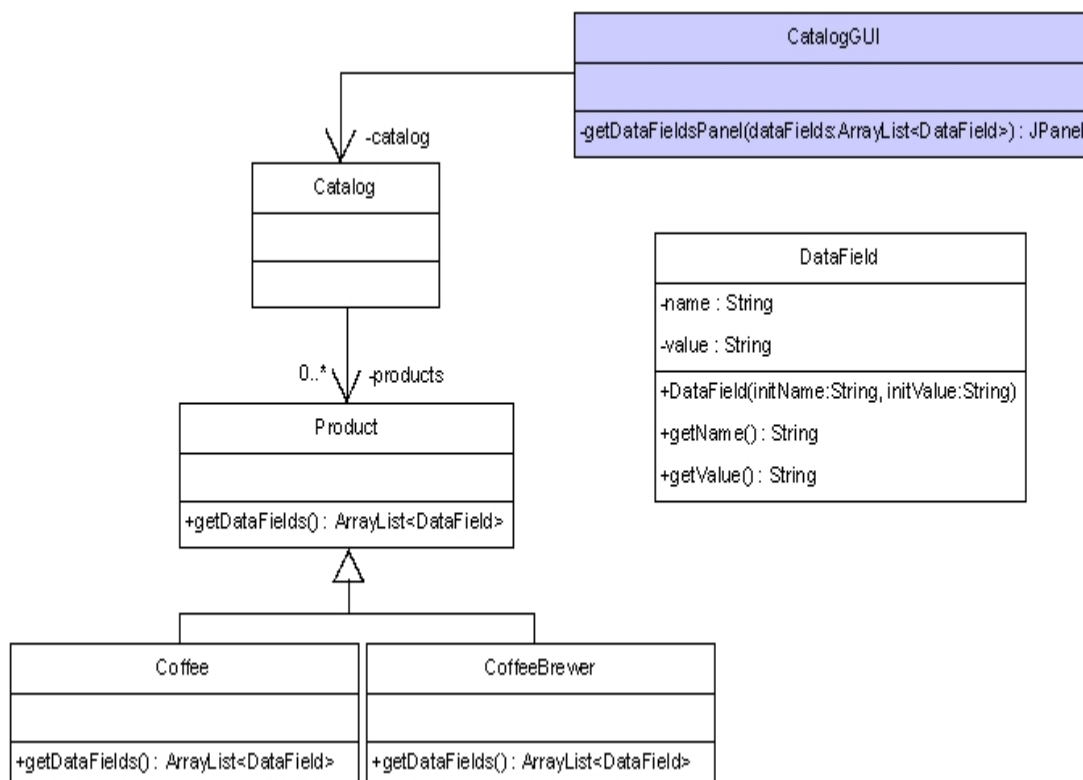 CatalogGUI
-getDataFieldsPanel(dataFields:ArrayList<DataField>) : JPanel
-catalog
Catalog
DataField
-name : String
-value : String
+DataField(initName:String, initValue:String)
+getName() : String
+getValue() : String
0..* -products
Product
+getDataFields() : ArrayList<DataField>
Coffee
+getDataFields() : ArrayList<DataField>
CoffeeBrewer
+getDataFields() : ArrayList<DataField>